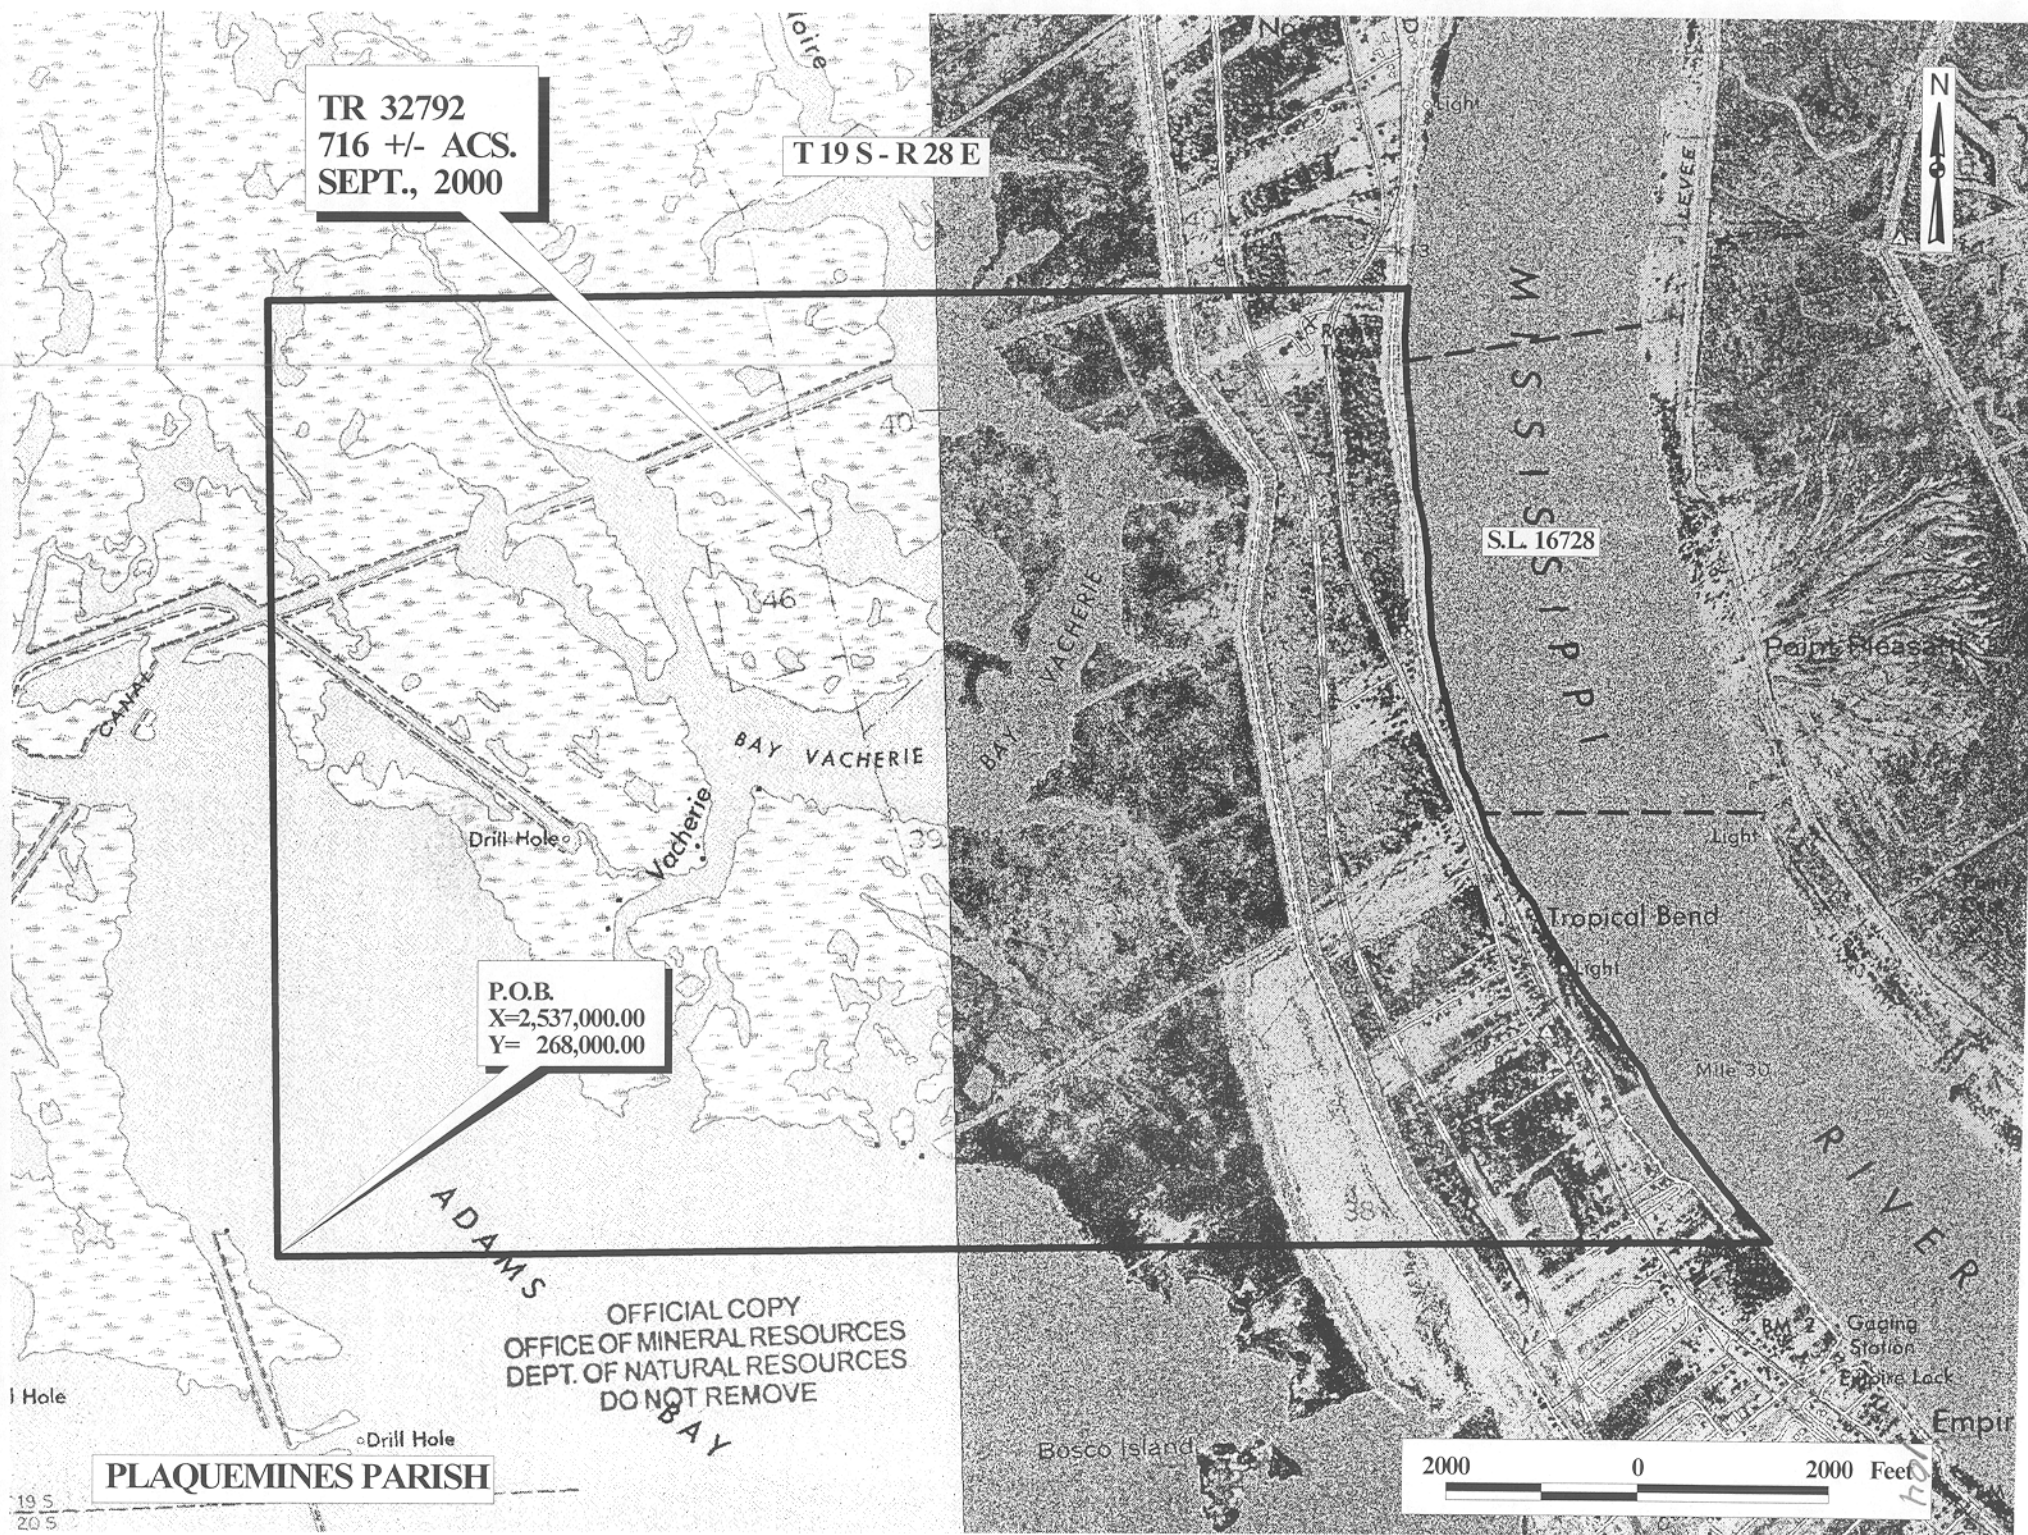 TR 32792
716 +/- ACS.
SEPT., 2000
T 19 S - R 28 E
Light
N
LEVEE
40
MISSISSIPPI
S.L. 16728
46
Point Pleasant
CANAL
BAY VACHERIE
BAY VACHERIE
Drill Hole
Vacherie
39
Light
Tropical Bend
Light
P.O.B.
X=2,537,000.00
Y= 268,000.00
Mile 30
RIVER
38
ADAMS
BAY
OFFICIAL COPY
OFFICE OF MINERAL RESOURCES
DEPT. OF NATURAL RESOURCES
DO NOT REMOVE
BM 2
Gaging
Station
Empire Lock
Hole
Drill Hole
Bosco Island
Empir
PLAQUEMINES PARISH
2000 0 2000 Feet
19 S
20 S